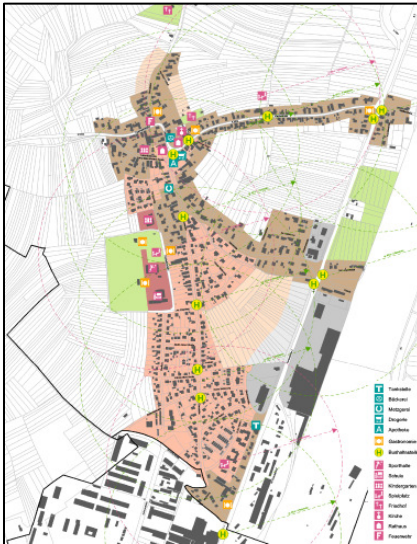 Tankstelle
Bäckerei
Metzgerei
Drogerie
Apotheke
Gastronomie
Bushaltestelle
Sporthalle
Schule
Kindergarten
Spielplatz
Friedhof
Kirche
Rathaus
Feuerwehr